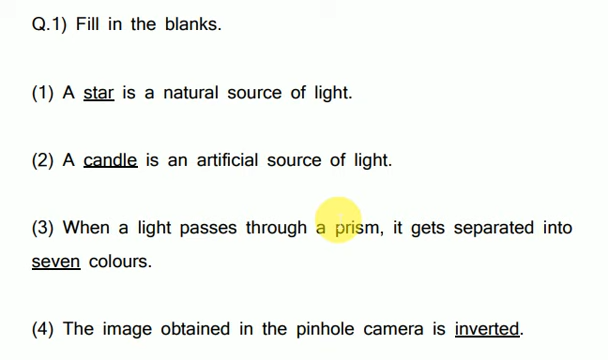 Q.1) Fill in the blanks.
(1) A star is a natural source of light.
(2) A candle is an artificial source of light.
(3) When a light passes through a prism, it gets separated into
seven colours.
(4) The image obtained in the pinhole camera is inverted.